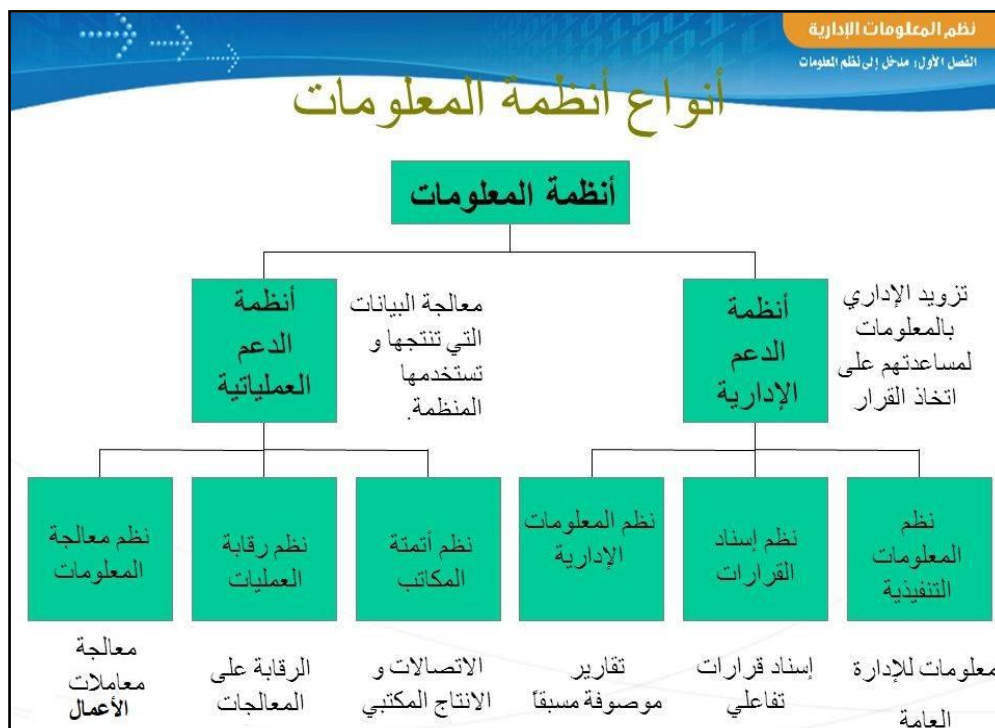 نظم المعلومات الإدارية
الفصل الأول: مدخل إلى نظم المعلومات
أنواع أنظمة المعلومات
أنظمة المعلومات
أنظمة
الدعم
الإدارية
تزويد الإداري
بالمعلومات
لمساعدتهم على
اتخاذ القرار
أنظمة
الدعم
العملياتية
معالجة البيانات
التي تنتجها و
تستخدمها
المنظمة.
نظم
المعلومات
التنفيذية
نظم إسناد
القرارات
نظم المعلومات
الإدارية
نظم أتمتة
المكاتب
نظم رقابة
العمليات
نظم معالجة
المعلومات
معلومات للإدارة
العامة
إسناد قرارات
تفاعلي
تقارير
موصوفة مسبقاً
الاتصالات و
الانتاج المكتبي
الرقابة على
المعالجات
معالجة
معاملات
الأعمال